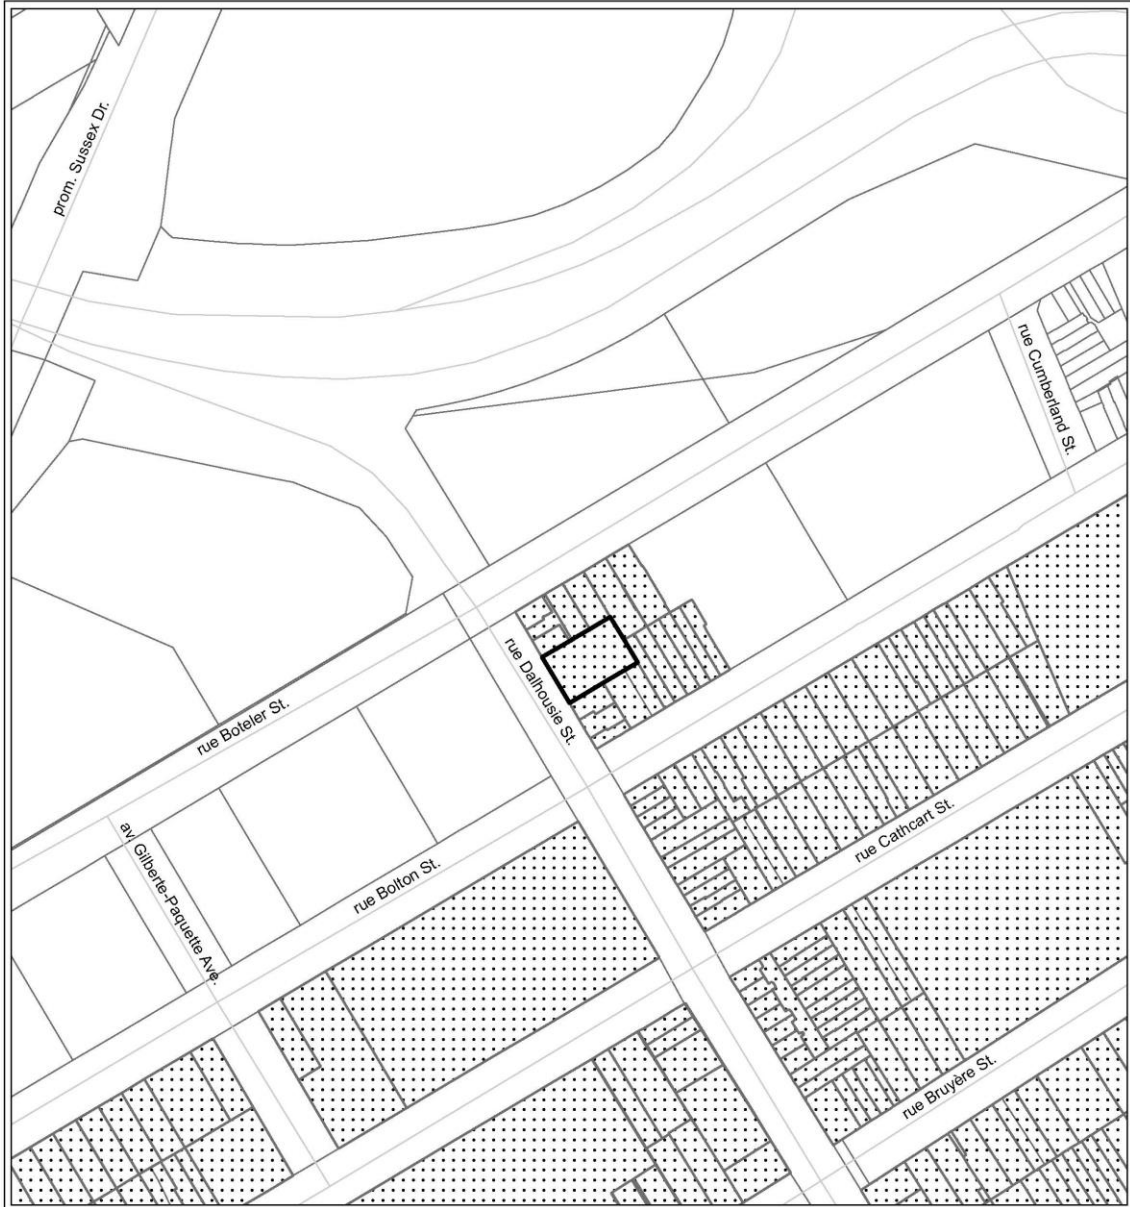 prom. Sussex Dr.
rue Cumberland St.
rue Dalhousie St.
rue Boteler St.
av. Gilberte-Paquette Ave.
rue Bolton St.
rue Cathcart St.
rue Bruyère St.